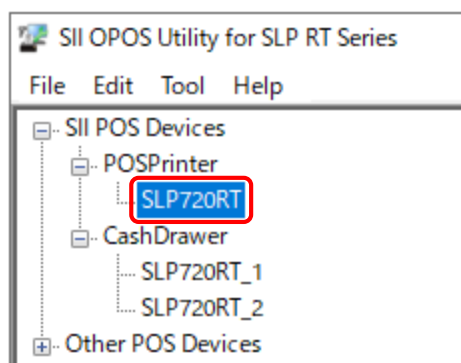 SII OPOS Utility for SLP RT Series
File Edit Tool Help
SII POS Devices
POSPrinter
SLP720RT
CashDrawer
SLP720RT_1
SLP720RT_2
Other POS Devices